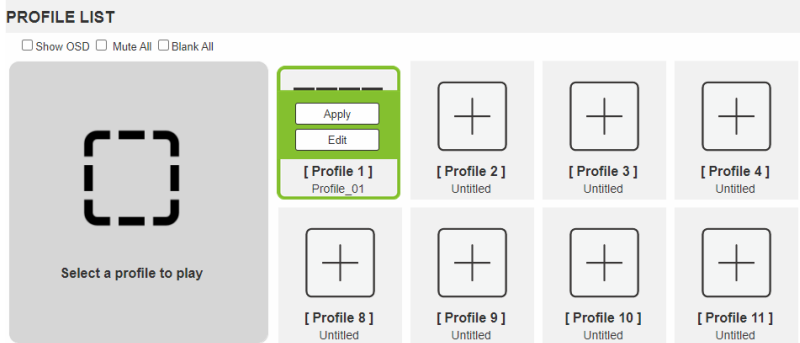 PROFILE LIST
Show OSD Mute All Blank All
Apply
Edit
[ Profile 1 ] [ Profile 2 ] [ Profile 3 ] [ Profile 4 ]
Profile_01 Untitled Untitled Untitled
Select a profile to play
[ Profile 8 ] [ Profile 9 ] [ Profile 10 ] [ Profile 11 ]
Untitled Untitled Untitled Untitled